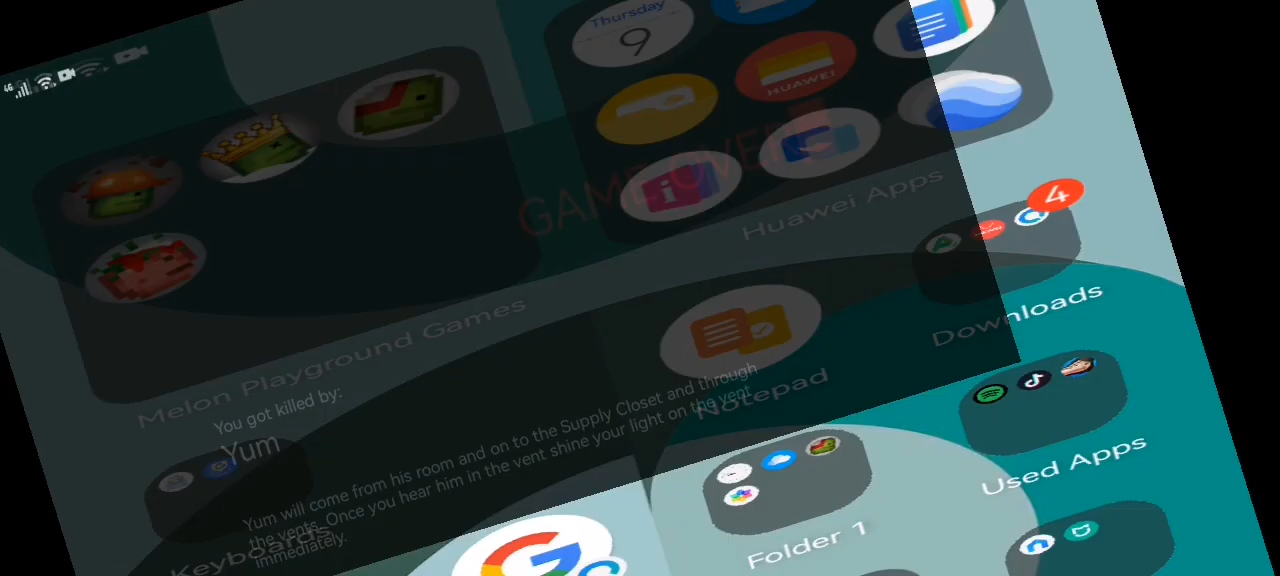 4G
Thursday
9
HUAWEI
GAME OVER
Huawei Apps
4
Downloads
Melon Playground Games
Notepad
You got killed by:
Yum
Yum will come from his room and on to the Supply Closet and through
the vents. Once you hear him in the vent shine your light on the vent
immediately.
Used Apps
Keyboards
Folder 1